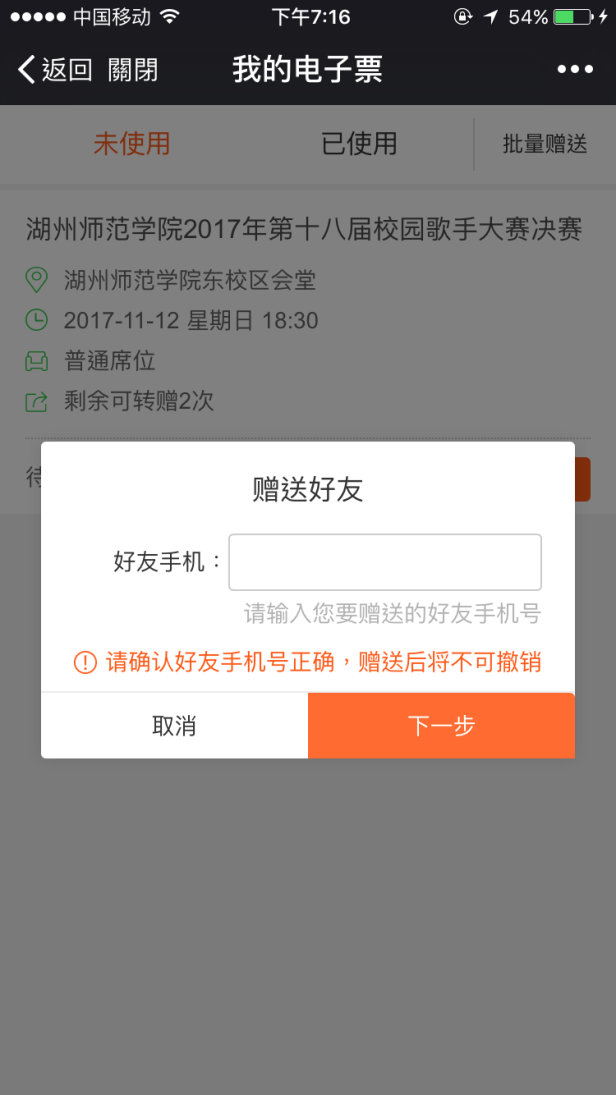 中国移动 下午7:16 54%
返回 關閉 我的电子票
未使用 已使用 批量赠送
湖州师范学院2017年第十八届校园歌手大赛决赛
湖州师范学院东校区会堂
2017-11-12 星期日 18:30
普通席位
剩余可转赠2次
赠送好友
好友手机：
请输入您要赠送的好友手机号
请确认好友手机号正确，赠送后将不可撤销
取消 下一步